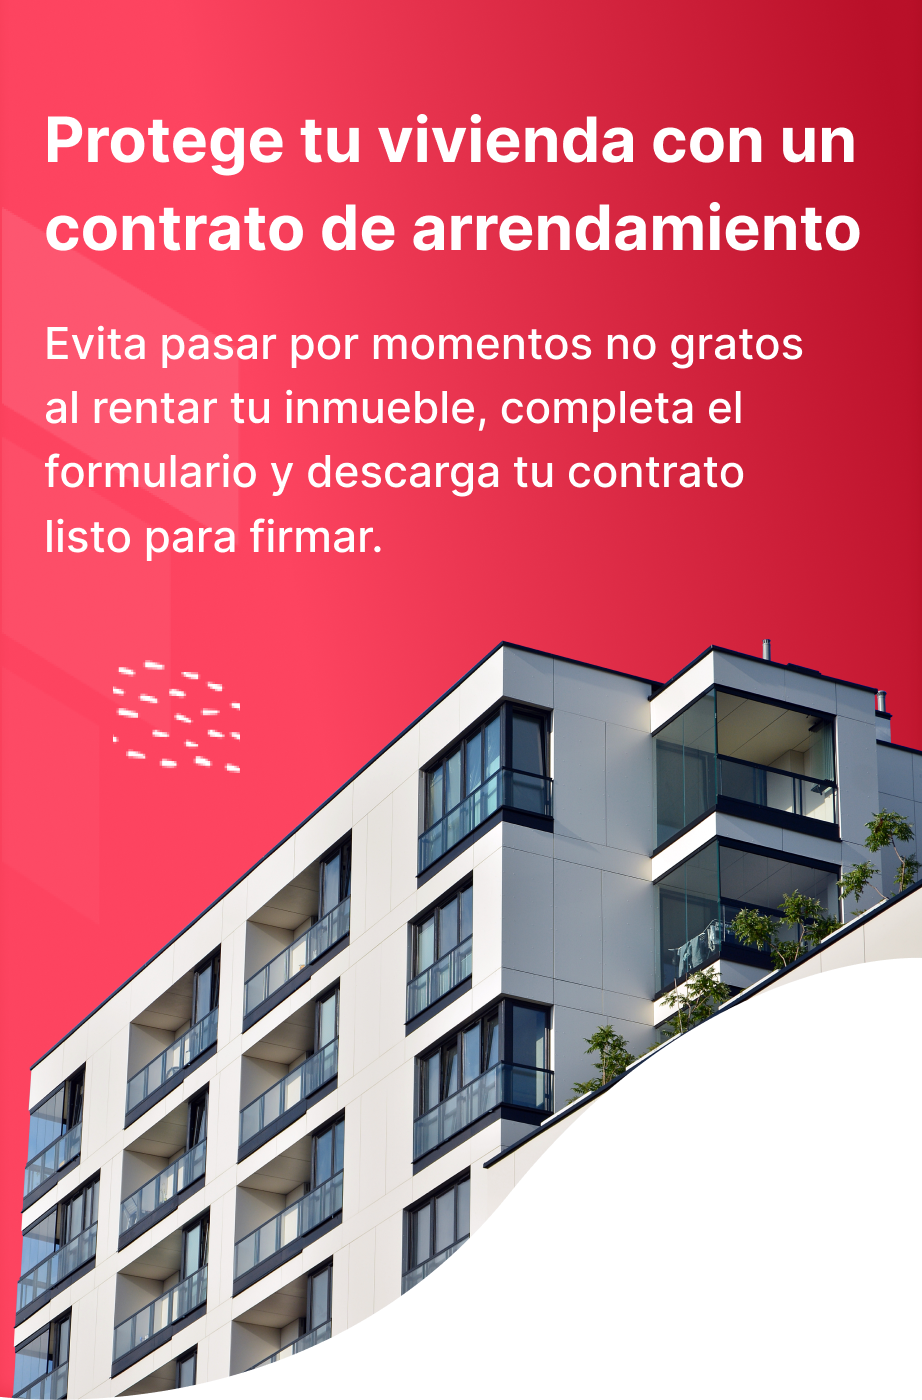 Protege tu vivienda con un
contrato de arrendamiento
Evita pasar por momentos no gratos
al rentar tu inmueble, completa el
formulario y descarga tu contrato
listo para firmar.